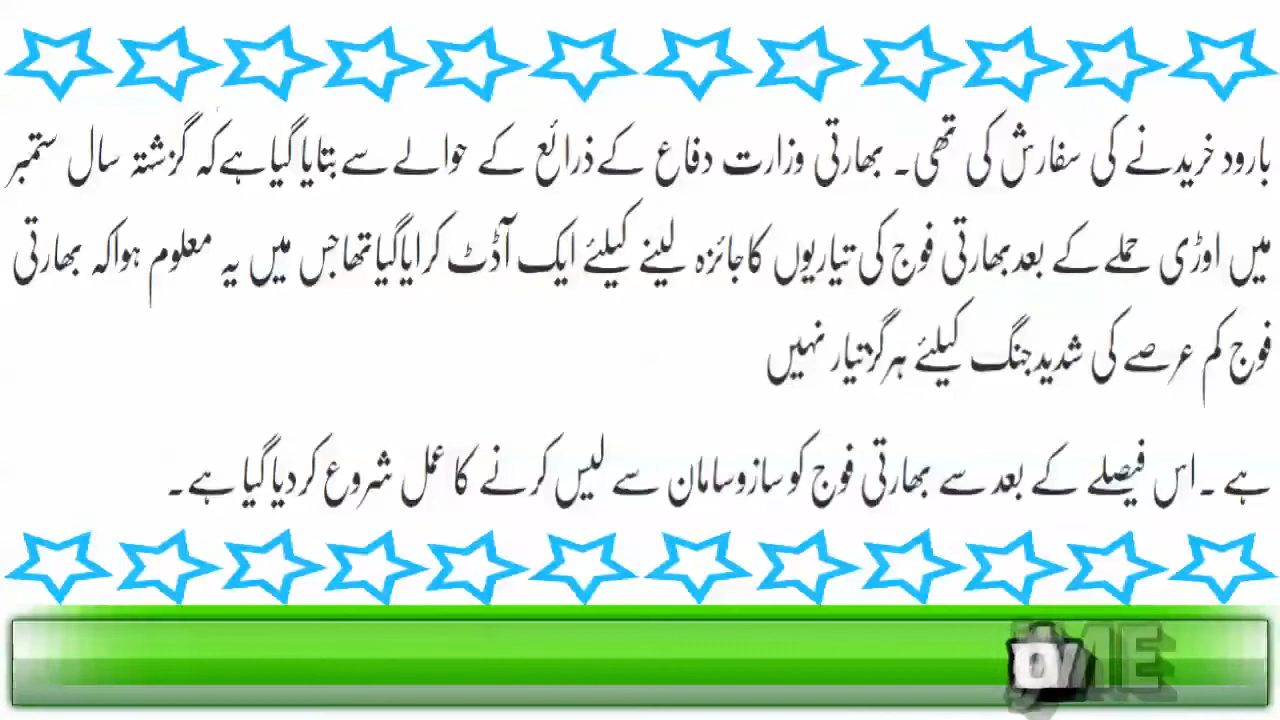 بارود خریدنے کی سفارش کی تھی۔ بھارتی وزارت دفاع کے ذرائع کے حوالے سے بتایا گیا ہے کہ گزشتہ سال ستمبر
میں اوڑی حملے کے بعد بھارتی فوج کی تیاریوں کا جائزہ لینے کیلئے ایک آڈٹ کرایا گیا تھا جس میں یہ معلوم ہوا کہ بھارتی
فوج کم عرصے کی شدید جنگ کیلئے ہرگز تیار نہیں
ہے ۔ اس فیصلے کے بعد سے بھارتی فوج کو سازوسامان سے لیس کرنے کا عمل شروع کردیا گیا ہے۔